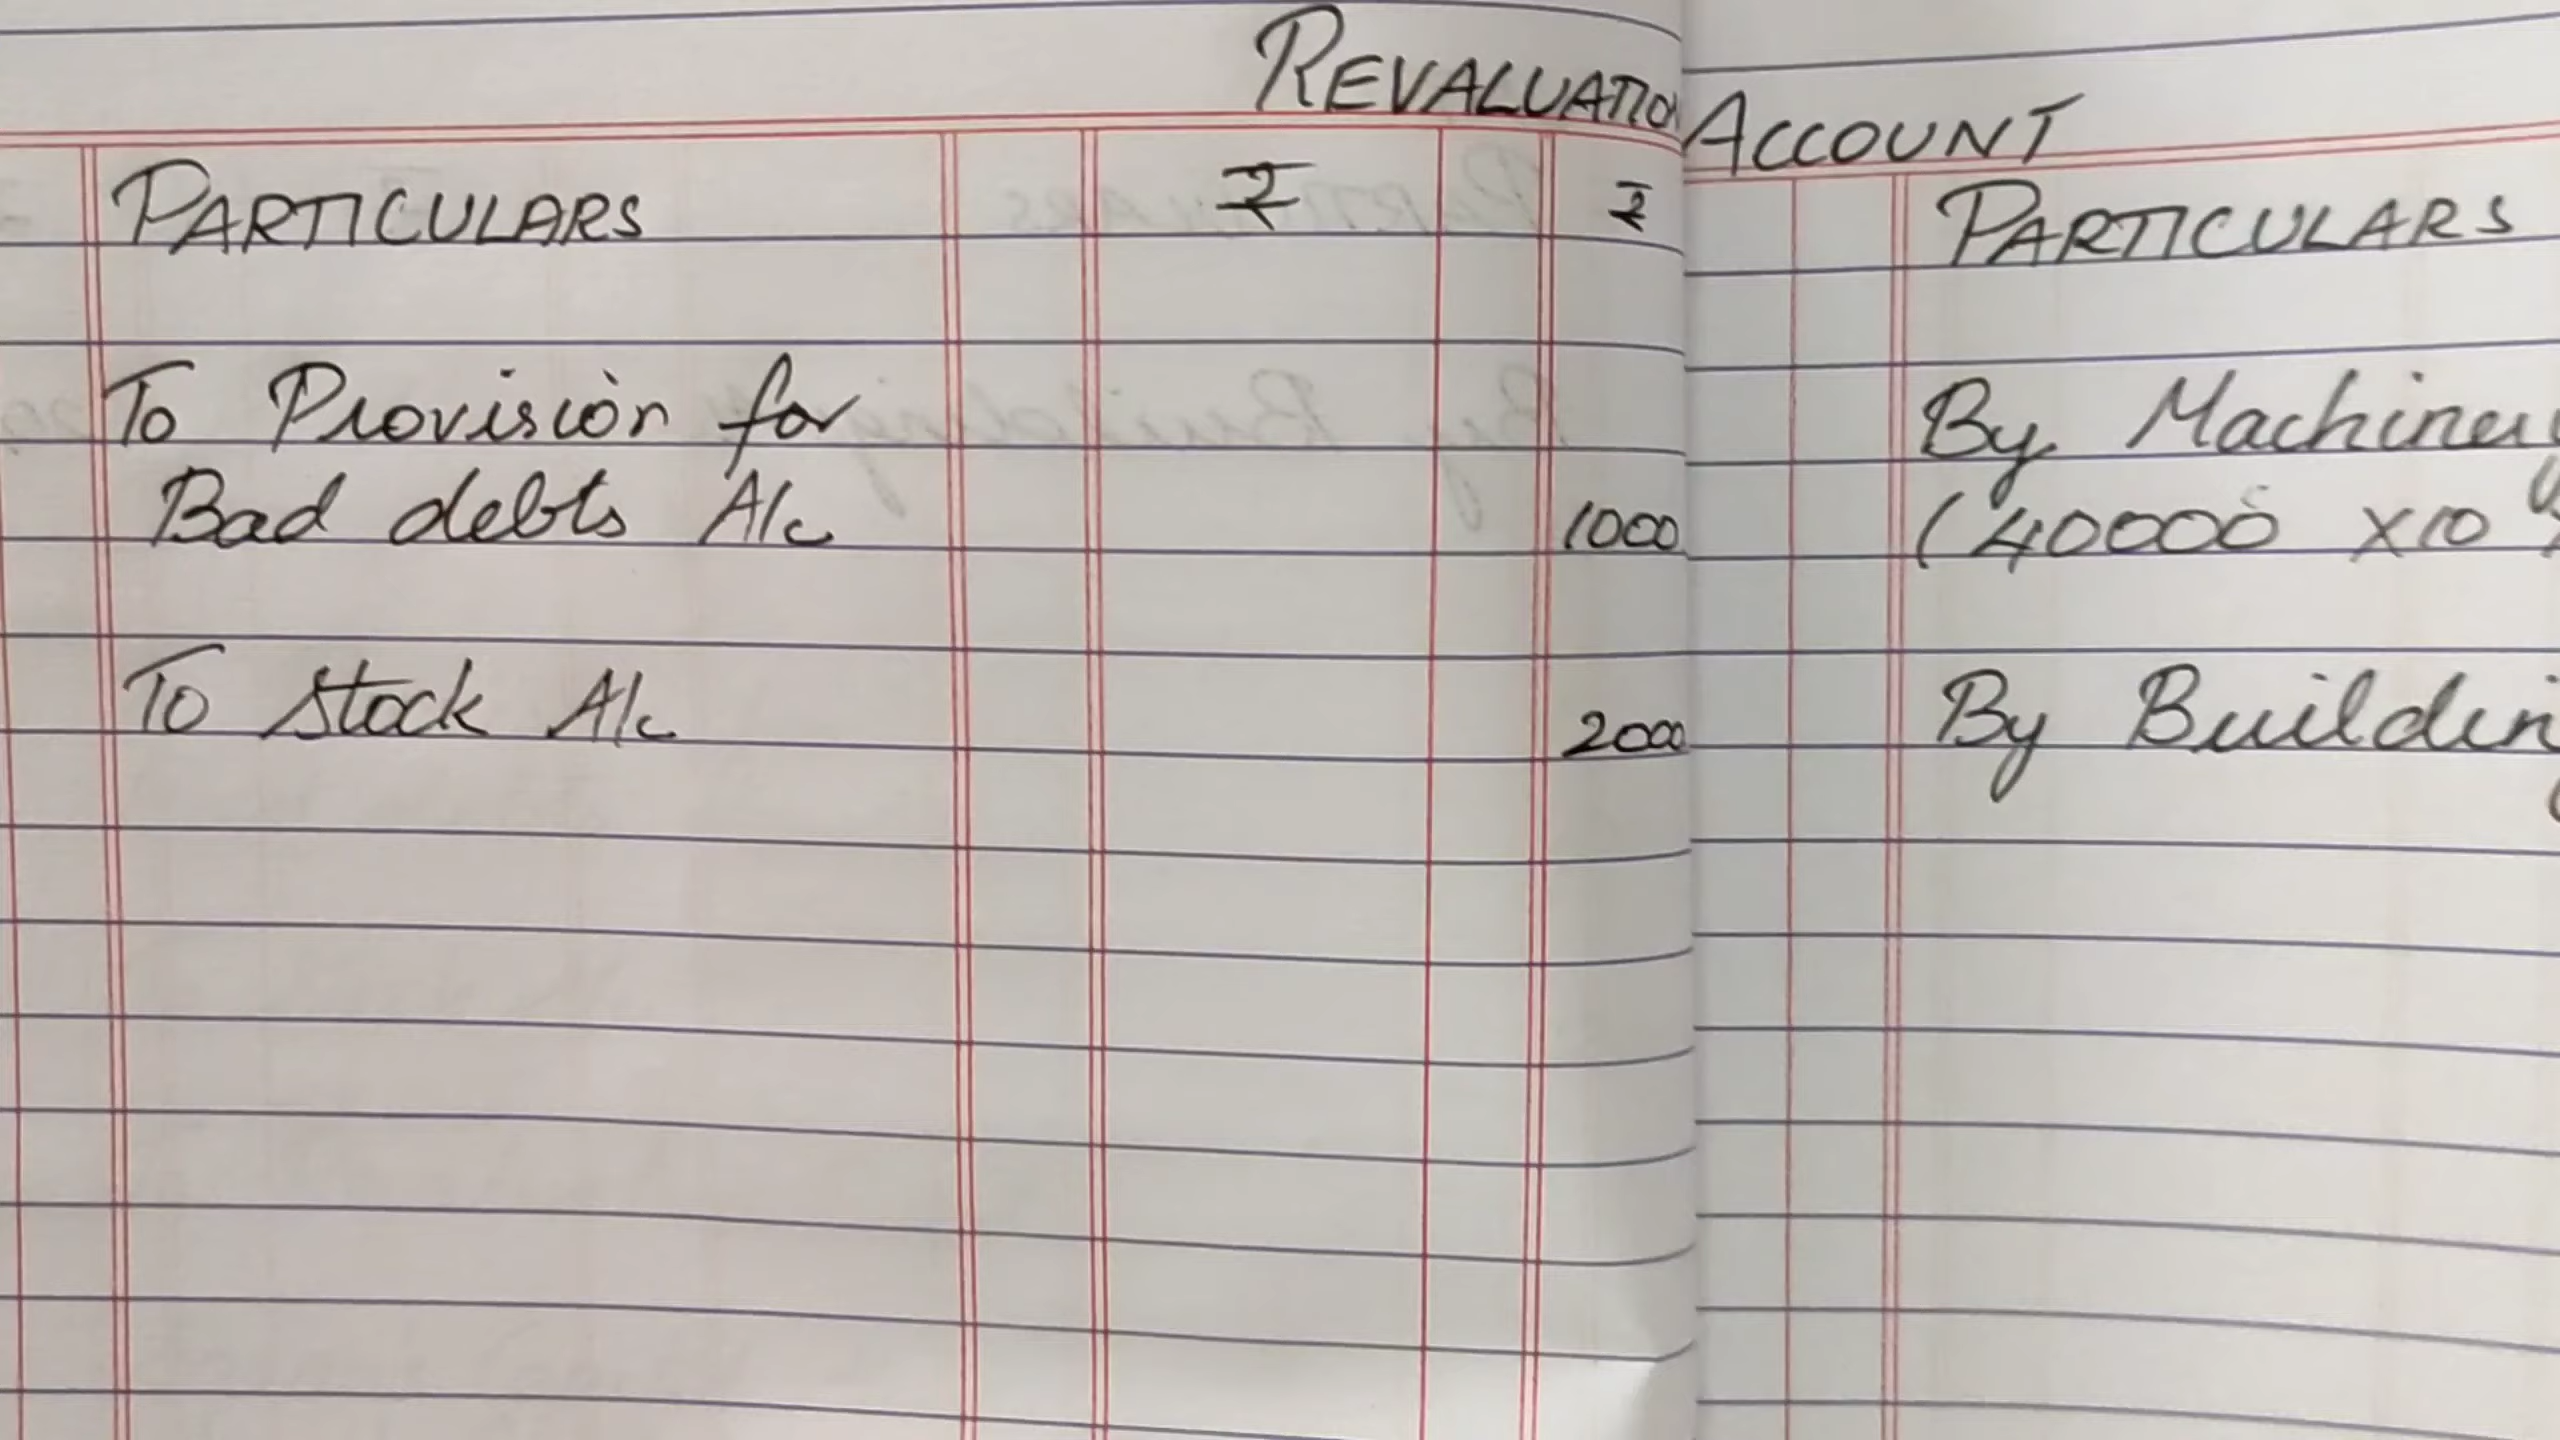 REVALUATION ACCOUNT
PARTICULARS ₹ ₹ PARTICULARS
To Provision for By Machinery
Bad debts A/c 1000 (40000 X10
To Stock A/c 2000 By Buildin